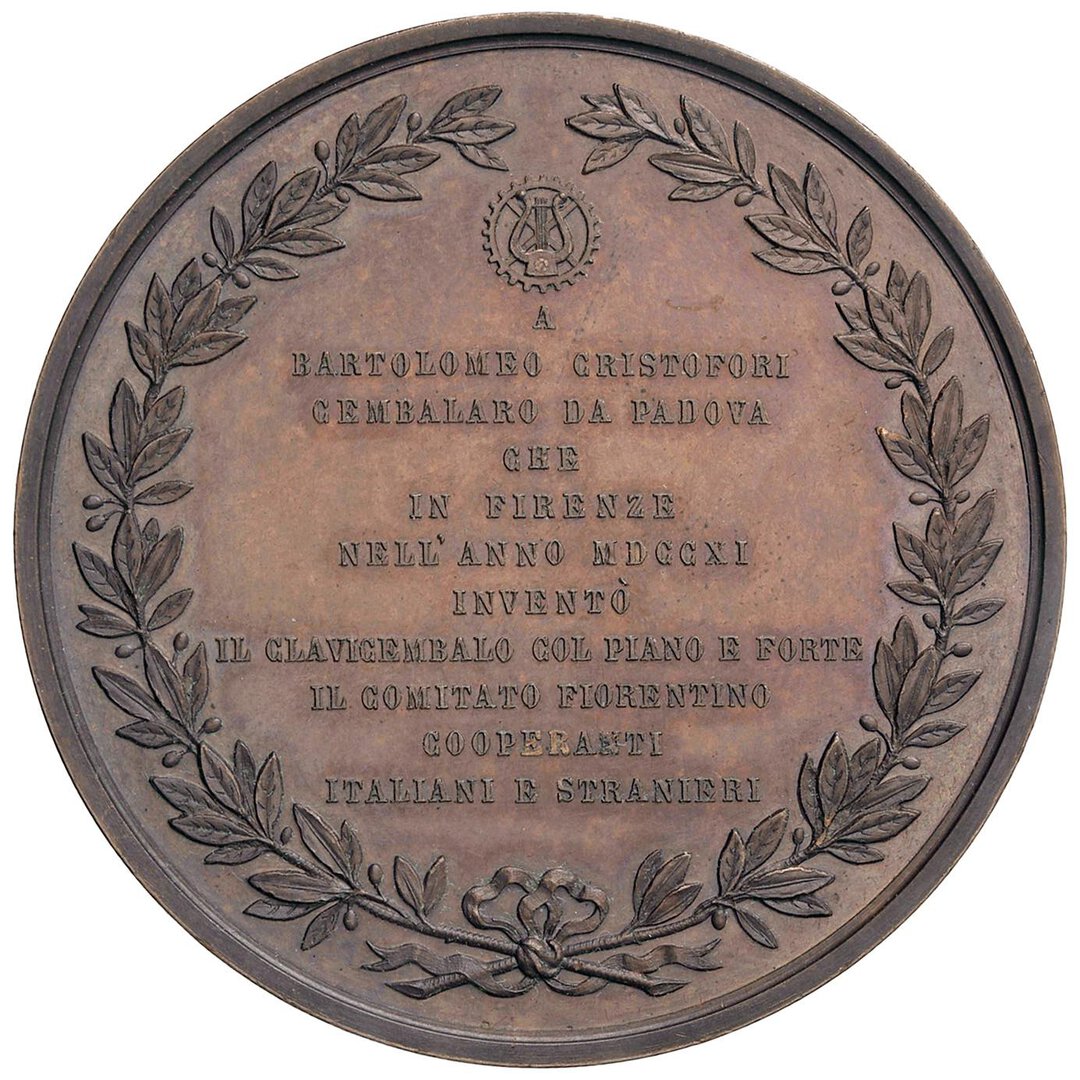 A
BARTOLOMEO CRISTOFORI
CEMBALARO DA PADOVA
CHE
IN FIRENZE
NELL'ANNO MDCCXI
INVENTÒ
IL CLAVICEMBALO COL PIANO E FORTE
IL COMITATO FIORENTINO
COOPERANTI
ITALIANI E STRANIERI